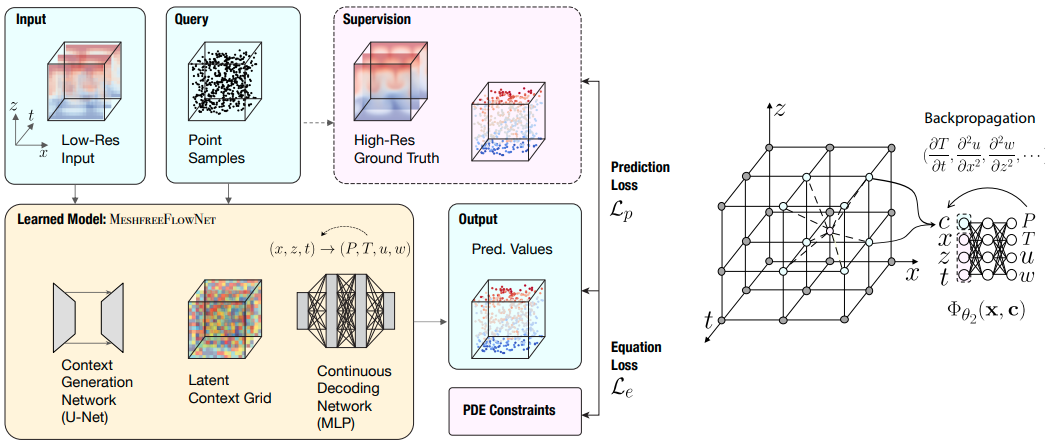 Input
z
t
x
Low-Res
Input
Query
Point
Samples
Supervision
High-Res
Ground Truth
Learned Model: MESHFREEFLOWNET
(x, z, t) → (P, T, u, w)
Context
Generation
Network
(U-Net)
Latent
Context Grid
Continuous
Decoding
Network
(MLP)
Output
Pred. Values
PDE Constraints
Prediction
Loss
ℒp
Equation
Loss
ℒe
z
x
t
Backpropagation
(∂T/∂t, ∂²u/∂x², ∂²w/∂z², ⋯)
c P
x T
z u
t w
Φθ₂(x, c)